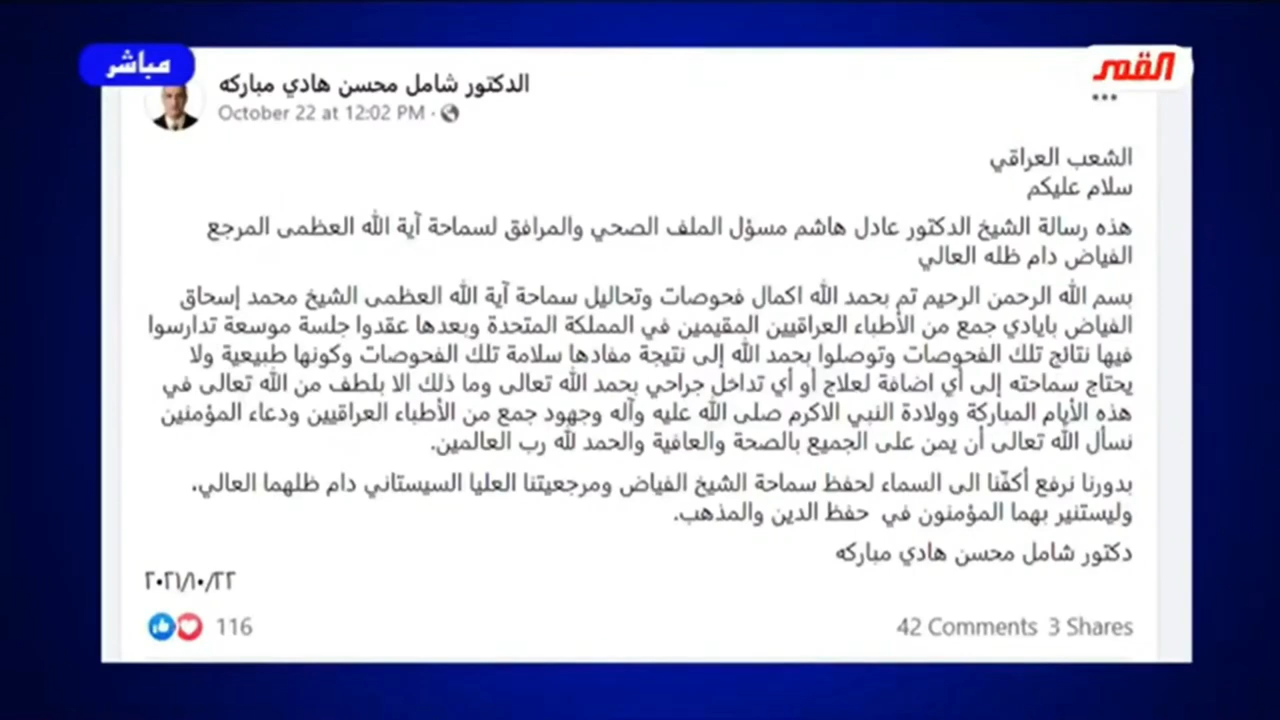 مباشر
القمر
الدكتور شامل محسن هادي مباركه
October 22 at 12:02 PM ·
الشعب العراقي
سلام عليكم
هذه رسالة الشيخ الدكتور عادل هاشم مسؤل الملف الصحي والمرافق لسماحة آية الله العظمى المرجع
الفياض دام ظله العالي
بسم الله الرحمن الرحيم تم بحمد الله اكمال فحوصات وتحاليل سماحة آية الله العظمى الشيخ محمد إسحاق
الفياض بايادي جمع من الأطباء العراقيين المقيمين في المملكة المتحدة وبعدها عقدوا جلسة موسعة تدارسوا
فيها نتائج تلك الفحوصات وتوصلوا بحمد الله إلى نتيجة مفادها سلامة تلك الفحوصات وكونها طبيعية ولا
يحتاج سماحته إلى أي اضافة لعلاج أو أي تداخل جراحي بحمد الله تعالى وما ذلك الا بلطف من الله تعالى في
هذه الأيام المباركة وولادة النبي الاكرم صلى الله عليه وآله وجهود جمع من الأطباء العراقيين ودعاء المؤمنين
نسأل الله تعالى أن يمن على الجميع بالصحة والعافية والحمد لله رب العالمين.
بدورنا نرفع أكفّنا الى السماء لحفظ سماحة الشيخ الفياض ومرجعيتنا العليا السيستاني دام ظلهما العالي،
وليستنير بهما المؤمنون في حفظ الدين والمذهب.
دكتور شامل محسن هادي مباركه
٢٠٢١/١٠/٢٢
116
42 Comments 3 Shares